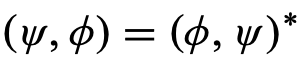 (ψ, ϕ) = (ϕ, ψ)*